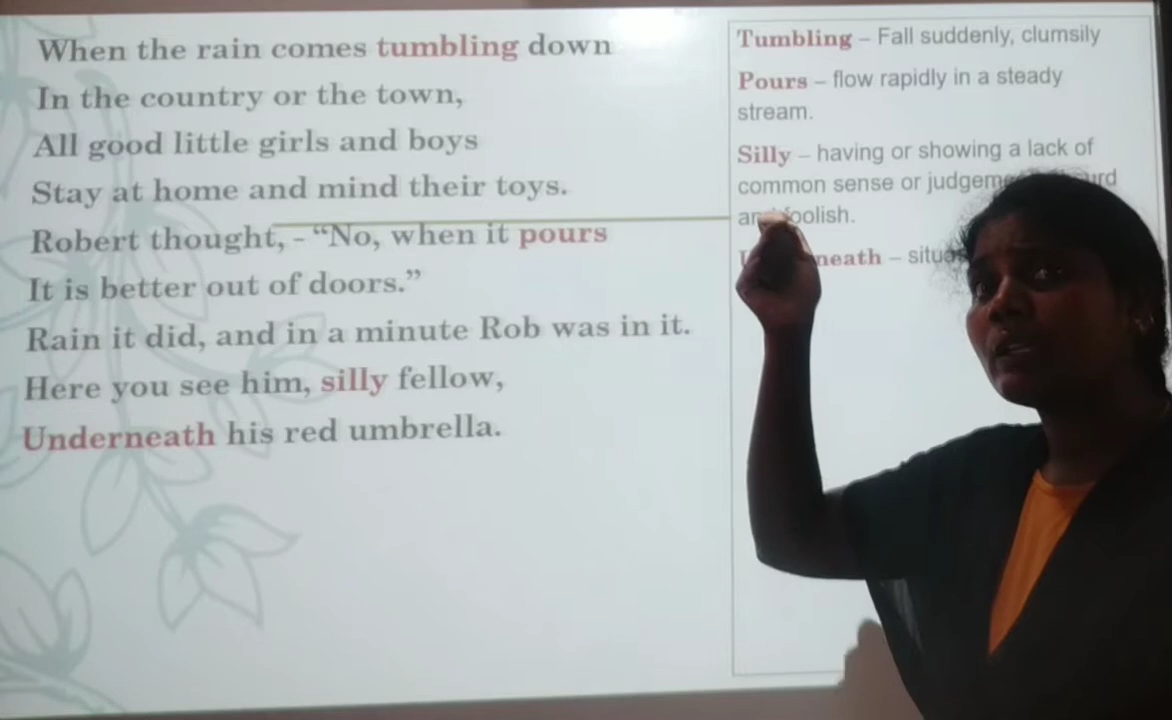 When the rain comes tumbling down
In the country or the town,
All good little girls and boys
Stay at home and mind their toys.
Robert thought, - “No, when it pours
It is better out of doors.”
Rain it did, and in a minute Rob was in it.
Here you see him, silly fellow,
Underneath his red umbrella.
Tumbling – Fall suddenly, clumsily
Pours – flow rapidly in a steady
stream.
Silly – having or showing a lack of
common sense or
foolish.